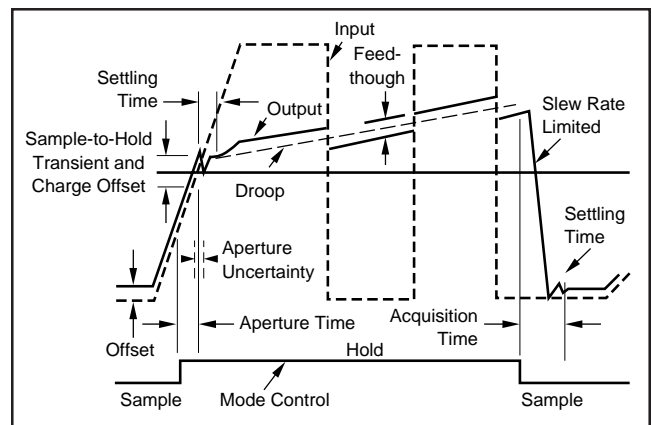 Input
Feed-
though
Settling
Time
Output
Slew Rate
Limited
Sample-to-Hold
Transient and
Charge Offset
Droop
Settling
Time
Aperture
Uncertainty
Aperture Time
Acquisition
Time
Offset
Hold
Sample
Mode Control
Sample